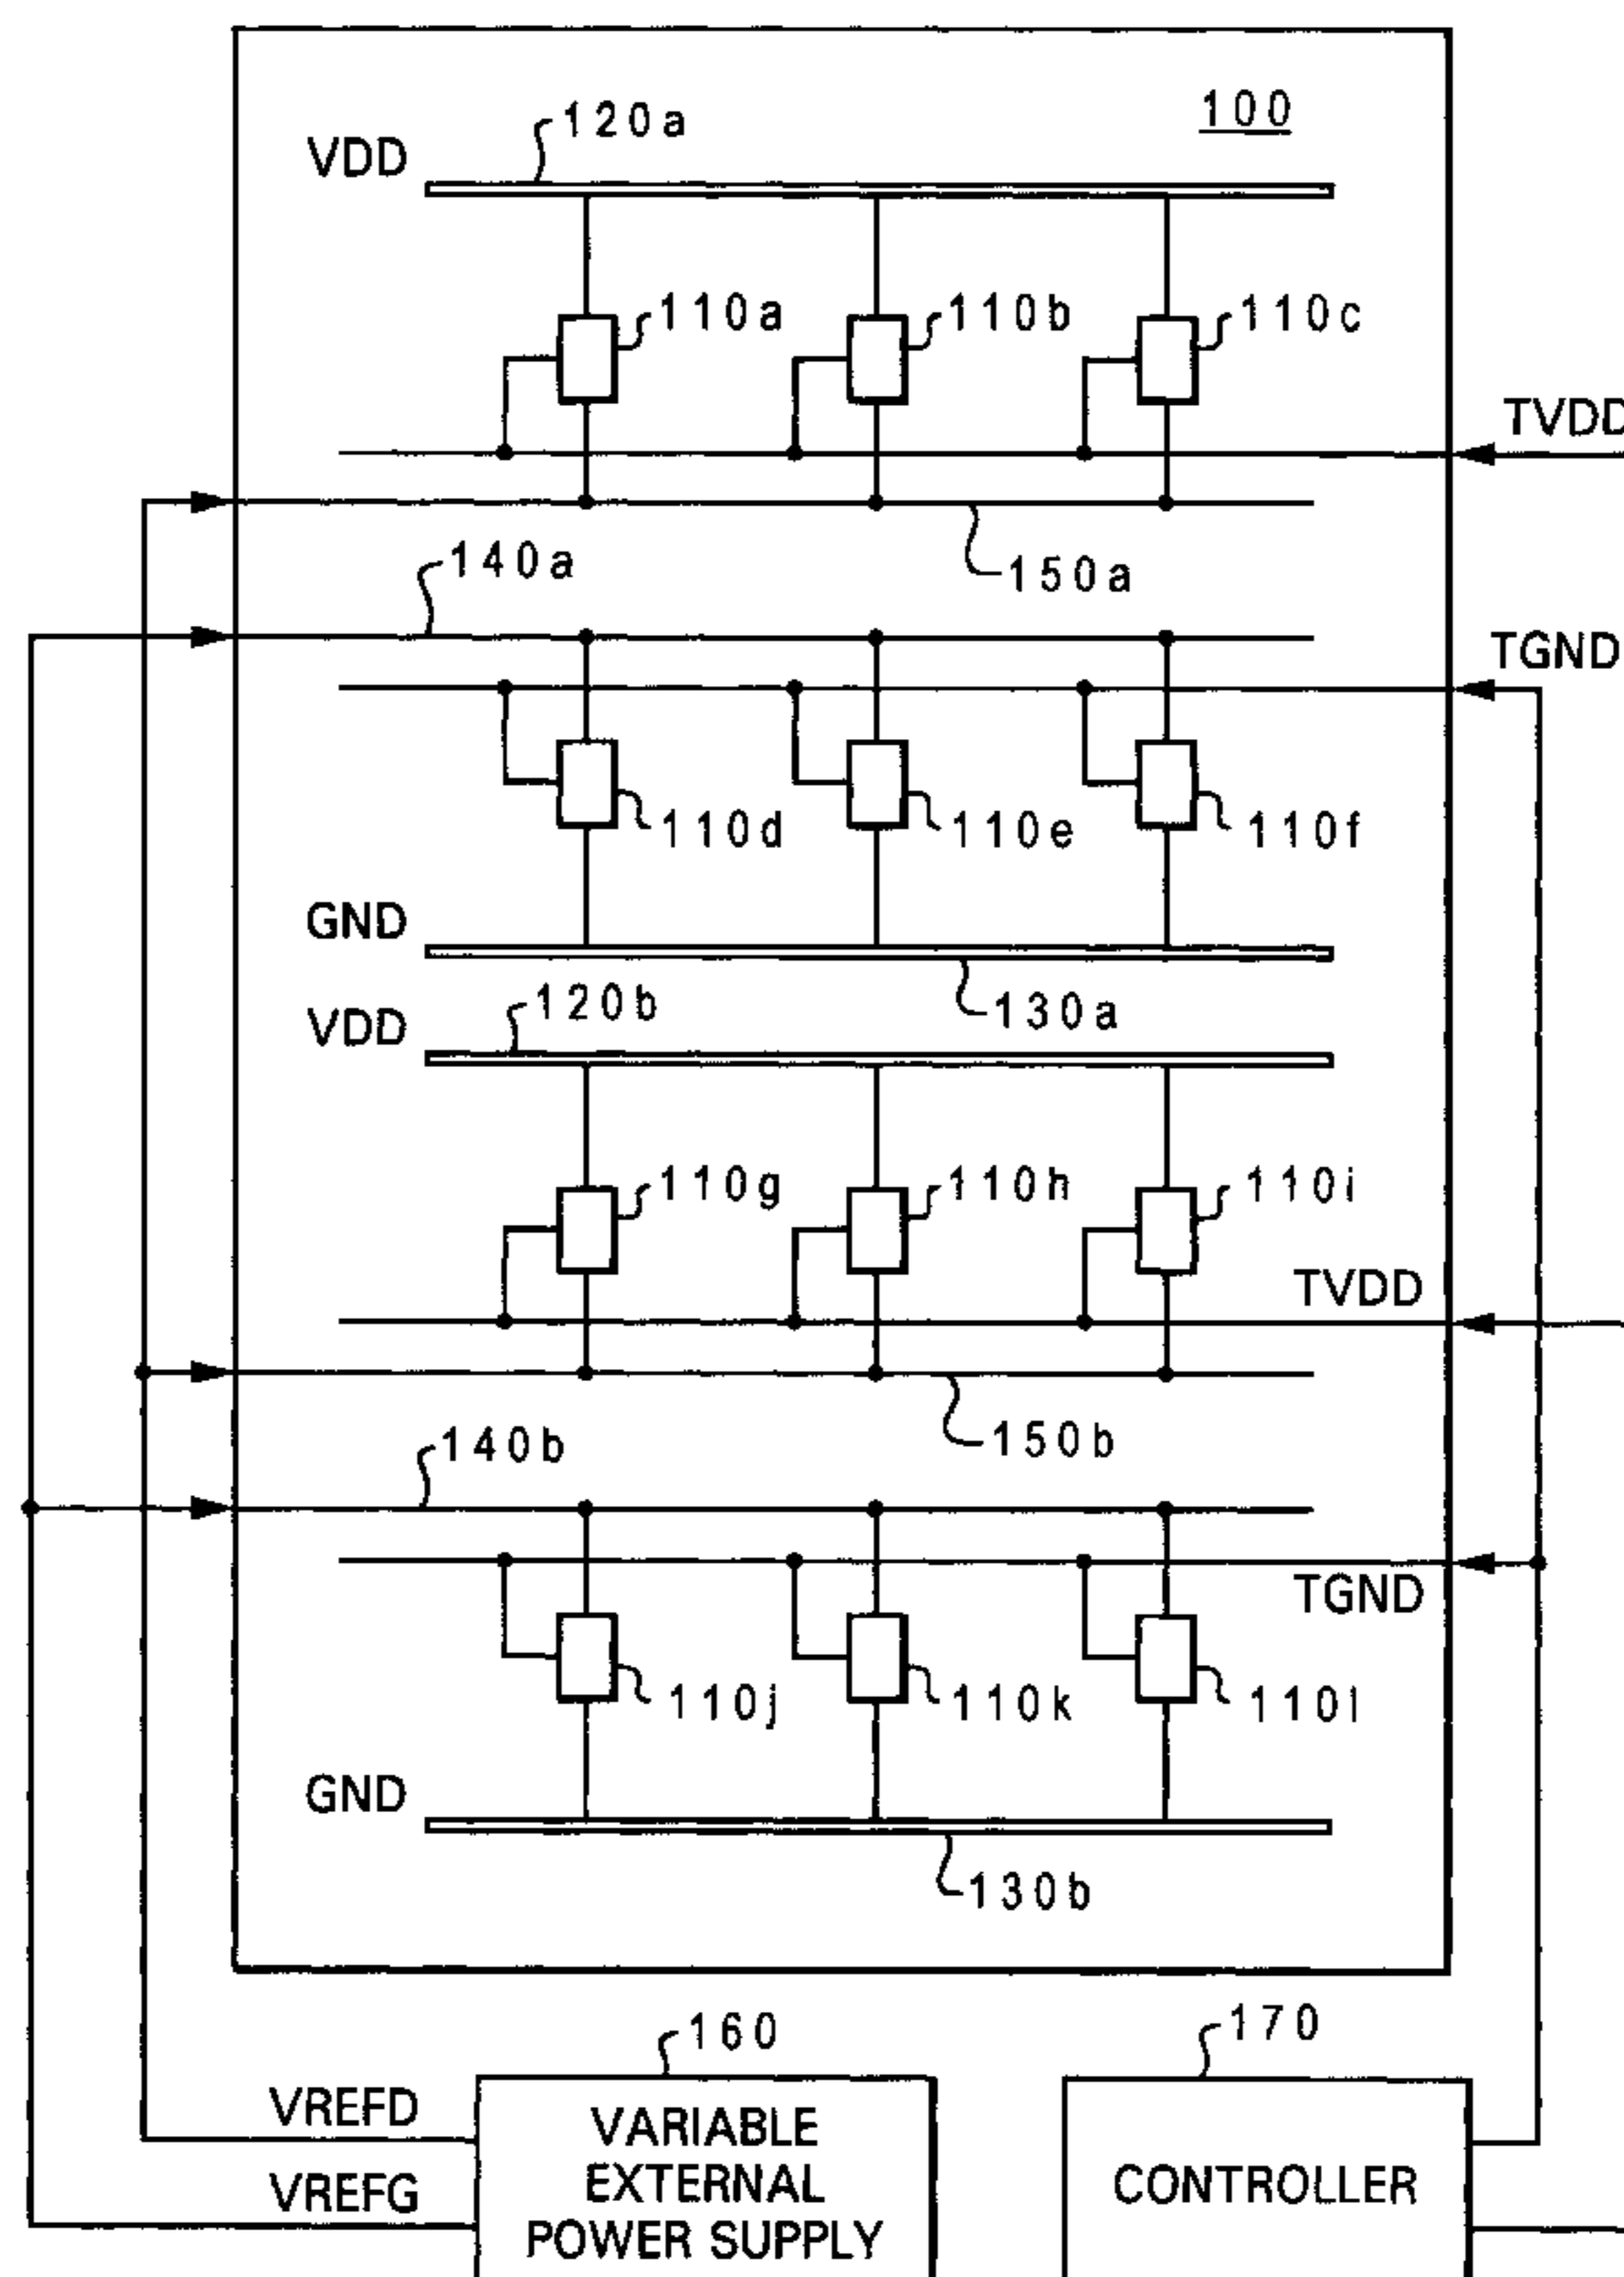 100
120a
VDD
110a 110b 110c
TVDD
140a
150a
TGND
110d 110e 110f
GND
130a
120b
VDD
110g 110h 110i
TVDD
150b
140b
TGND
110j 110k 110l
GND
130b
160
170
VREFD
VREFG
VARIABLE
EXTERNAL
POWER SUPPLY
CONTROLLER